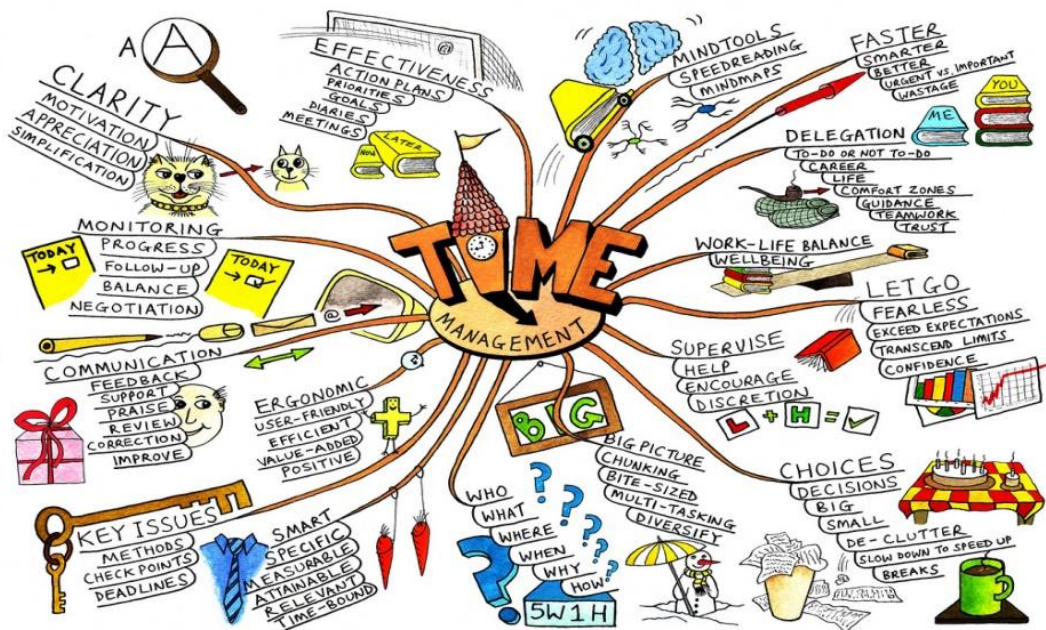 A A
CLARITY
MOTIVATION
APPRECIATION
SIMPLIFICATION
EFFECTIVENESS
ACTION PLANS
PRIORITIES
GOALS
DIARIES
MEETINGS
@
NOW
LATER
MINDTOOLS
SPEEDREADING
MINDMAPS
FASTER
SMARTER
BETTER
URGENT VS. IMPORTANT
WASTAGE
YOU
ME
DELEGATION
TO-DO OR NOT TO-DO
CAREER
LIFE
COMFORT ZONES
GUIDANCE
TEAMWORK
TRUST
TIME
MANAGEMENT
MONITORING
PROGRESS
FOLLOW-UP
BALANCE
NEGOTIATION
TODAY
TODAY
WORK-LIFE BALANCE
WELLBEING
LET GO
FEARLESS
EXCEED EXPECTATIONS
TRANSCEND LIMITS
CONFIDENCE
@
COMMUNICATION
FEEDBACK
SUPPORT
PRAISE
REVIEW
CORRECTION
IMPROVE
ERGONOMIC
USER-FRIENDLY
EFFICIENT
VALUE-ADDED
POSITIVE
SUPERVISE
HELP
ENCOURAGE
DISCRETION
L + H = ✓
BIG
BIG PICTURE
CHUNKING
BITE-SIZED
MULTI-TASKING
DIVERSIFY
CHOICES
DECISIONS
BIG
SMALL
DE-CLUTTER
SLOW DOWN TO SPEED UP
BREAKS
KEY ISSUES
METHODS
CHECKPOINTS
DEADLINES
SMART
SPECIFIC
MEASURABLE
ATTAINABLE
RELEVANT
TIME-BOUND
WHO
WHAT
WHERE
WHEN
WHY
HOW
? ? ? ? ? ? ?
5W1H